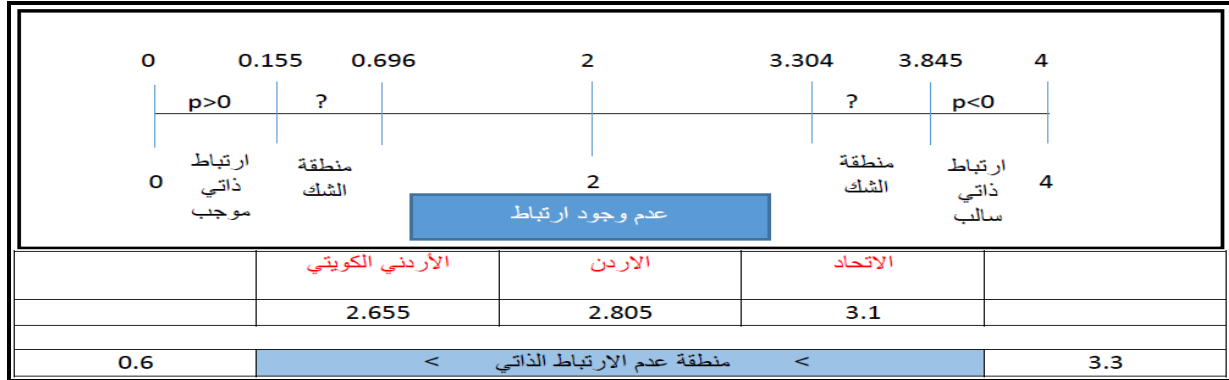 0 0.155 0.696 2 3.304 3.845 4
p>0 ? ? p<0
0 ارتباط ذاتي موجب منطقة الشك 2 منطقة الشك ارتباط ذاتي سالب 4
عدم وجود ارتباط
الأردني الكويتي الاردن الاتحاد
2.655 2.805 3.1
0.6 < منطقة عدم الارتباط الذاتي > 3.3